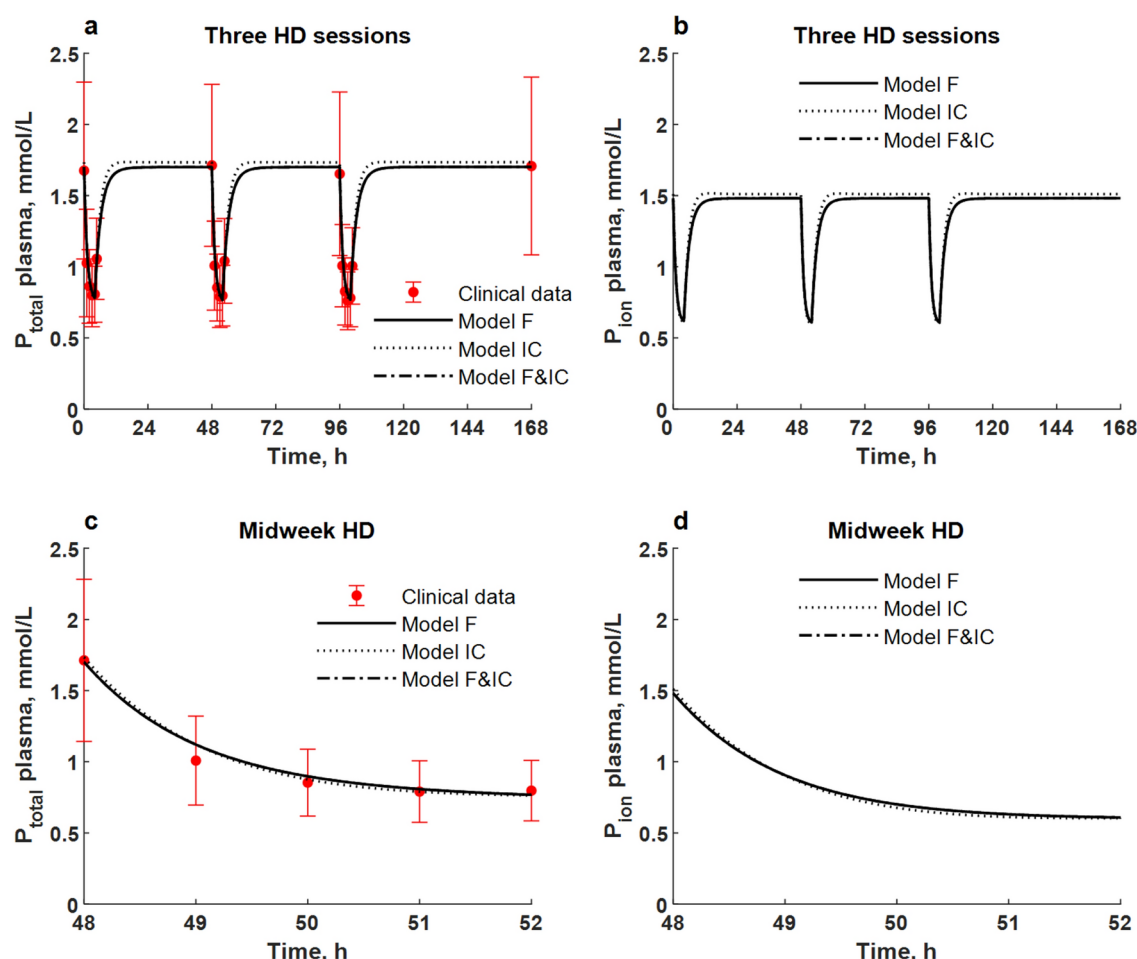 a
Three HD sessions
2.5
2
1.5
1
0.5
0
P_total plasma, mmol/L
Clinical data
Model F
Model IC
Model F&IC
0 24 48 72 96 120 144 168
Time, h
b
Three HD sessions
2.5
2
1.5
1
0.5
0
P_ion plasma, mmol/L
Model F
Model IC
Model F&IC
0 24 48 72 96 120 144 168
Time, h
c
Midweek HD
2.5
2
1.5
1
0.5
0
P_total plasma, mmol/L
Clinical data
Model F
Model IC
Model F&IC
48 49 50 51 52
Time, h
d
Midweek HD
2.5
2
1.5
1
0.5
0
P_ion plasma, mmol/L
Model F
Model IC
Model F&IC
48 49 50 51 52
Time, h